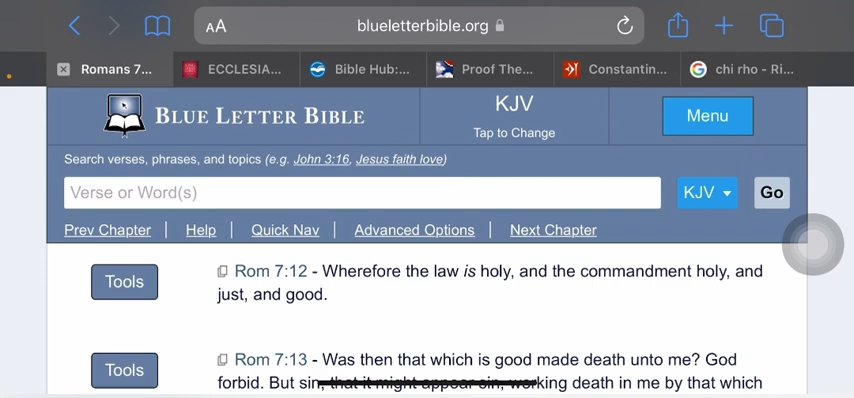 AA blueletterbible.org
Romans 7... ECCLESIA... Bible Hub:... Proof The... Constantin... chi rho - Ri...
BLUE LETTER BIBLE
KJV
Tap to Change
Menu
Search verses, phrases, and topics (e.g. John 3:16, Jesus faith love)
Verse or Word(s)
KJV
Go
Prev Chapter | Help | Quick Nav | Advanced Options | Next Chapter
Tools
Rom 7:12 - Wherefore the law is holy, and the commandment holy, and
just, and good.
Tools
Rom 7:13 - Was then that which is good made death unto me? God
forbid. But sin, that it might appear sin, working death in me by that which